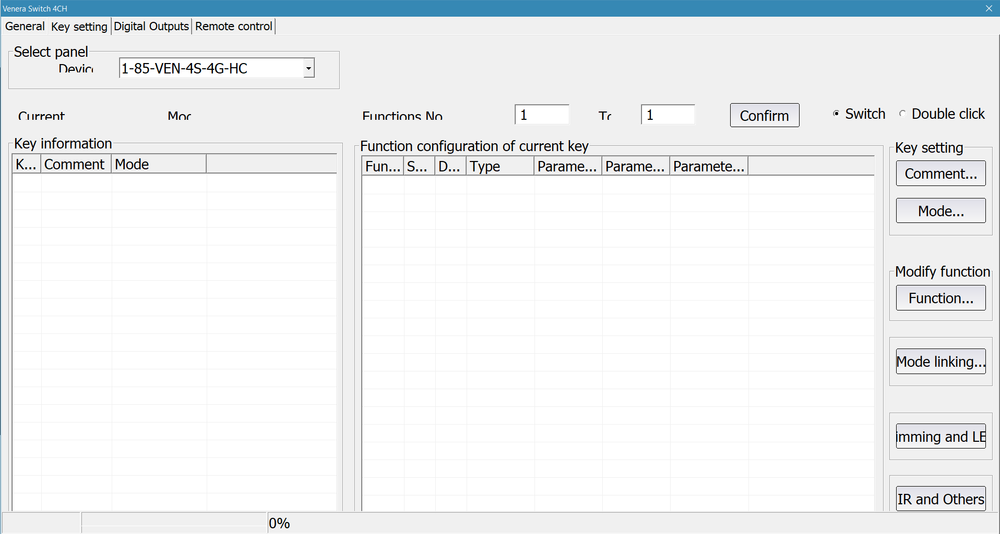 Venera Switch 4CH
General Key setting Digital Outputs Remote control
Select panel
Devic
1-85-VEN-4S-4G-HC
Current Mod Functions No 1 To 1 Confirm Switch Double click
Key information
K... Comment Mode
Function configuration of current key
Fun... S... D... Type Parame... Parame... Paramete...
Key setting
Comment...
Mode...
Modify function
Function...
Mode linking...
imming and LE
IR and Others
0%